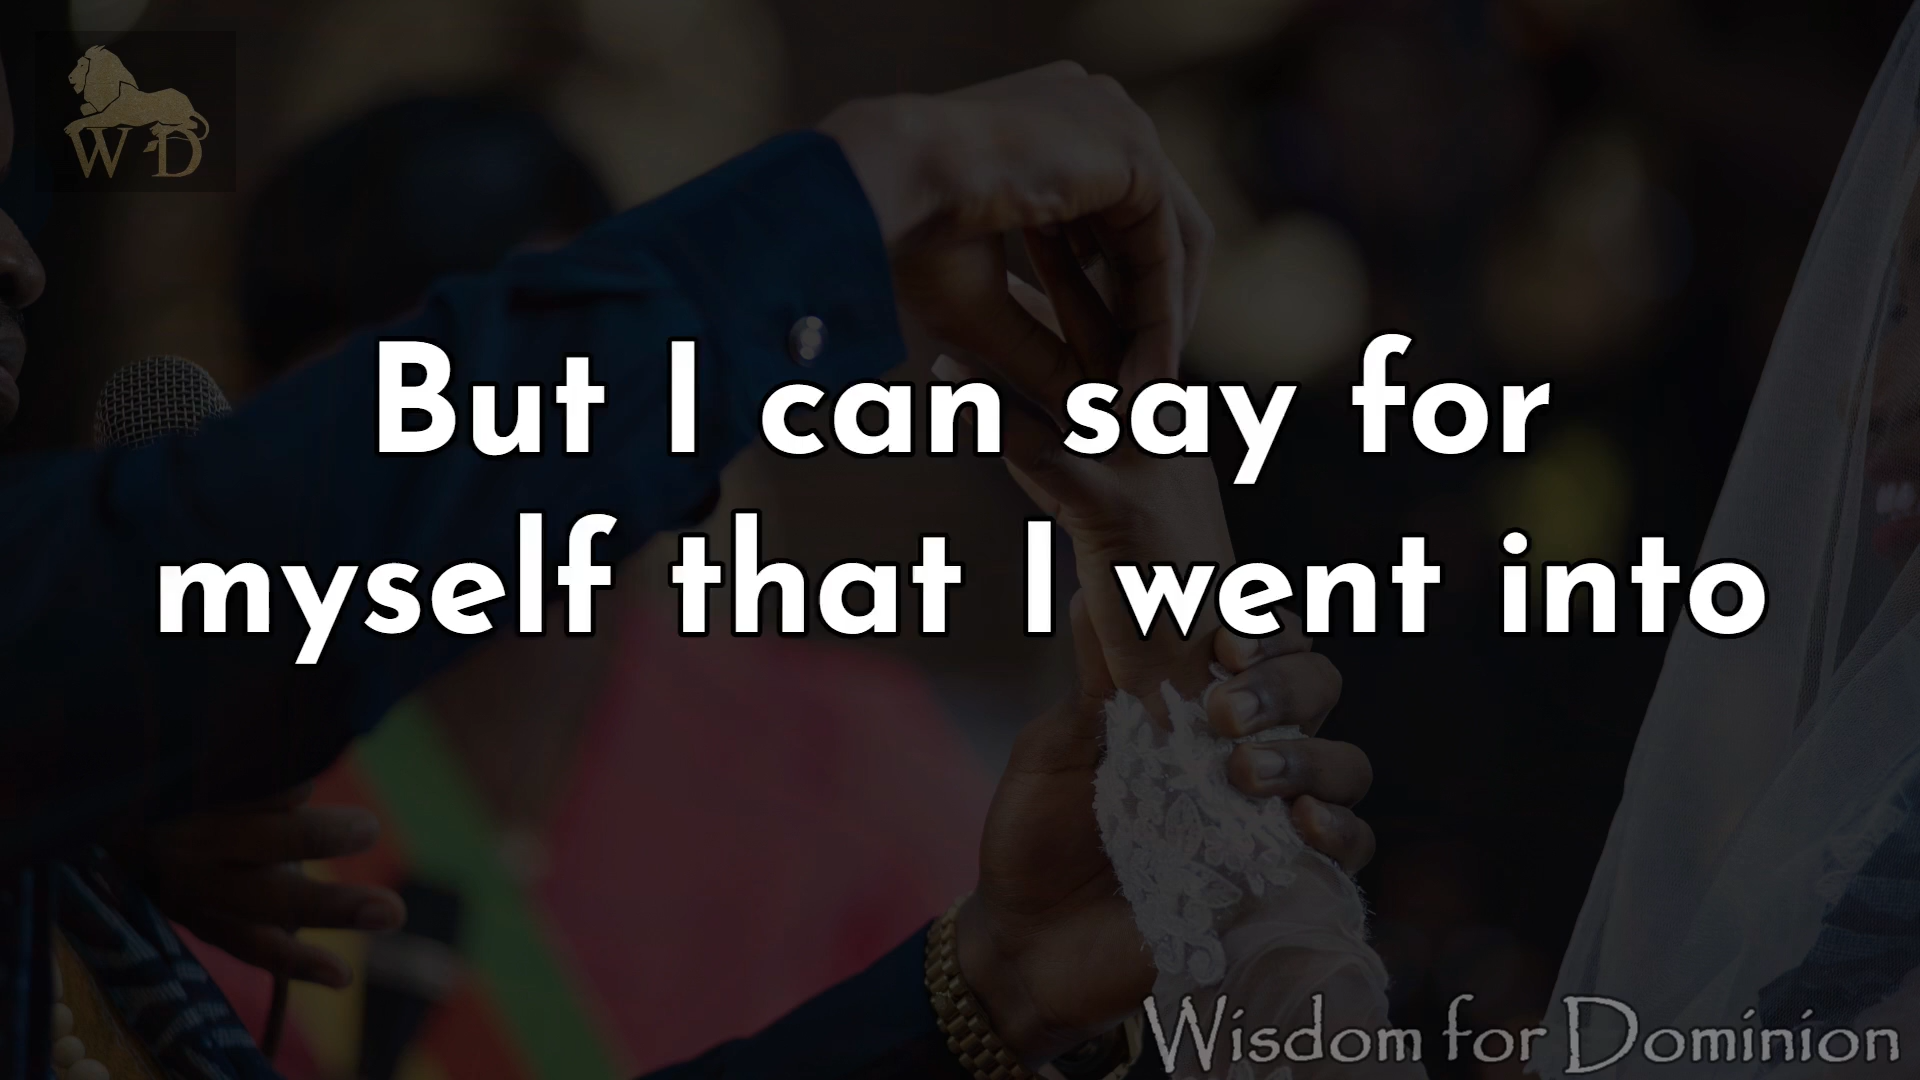 W D
But I can say for
myself that I went into
Wisdom for Dominion